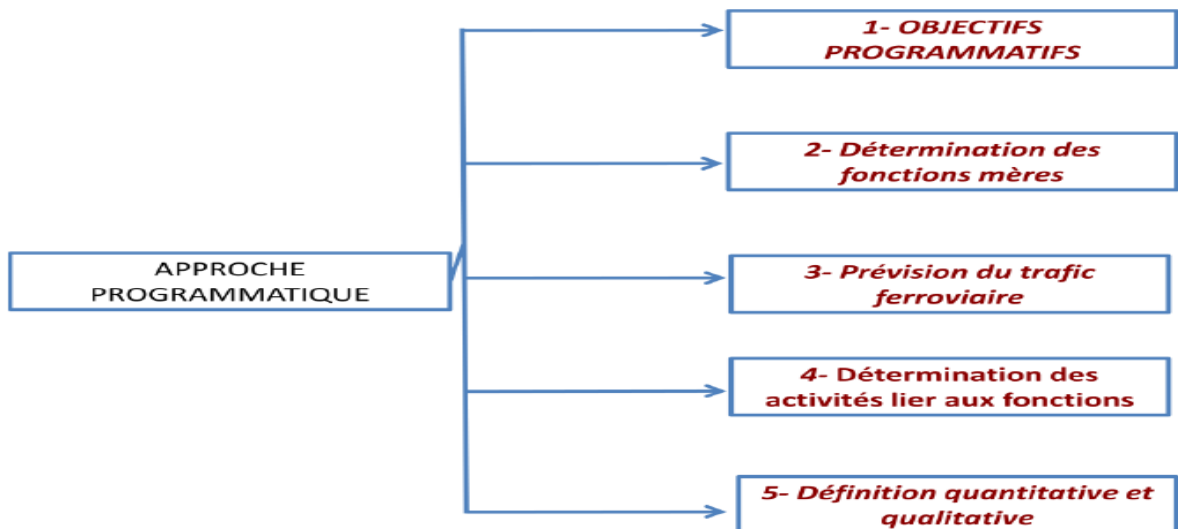 1- OBJECTIFS
PROGRAMMATIFS
2- Détermination des
fonctions mères
APPROCHE
PROGRAMMATIQUE
3- Prévision du trafic
ferroviaire
4- Détermination des
activités lier aux fonctions
5- Définition quantitative et
qualitative